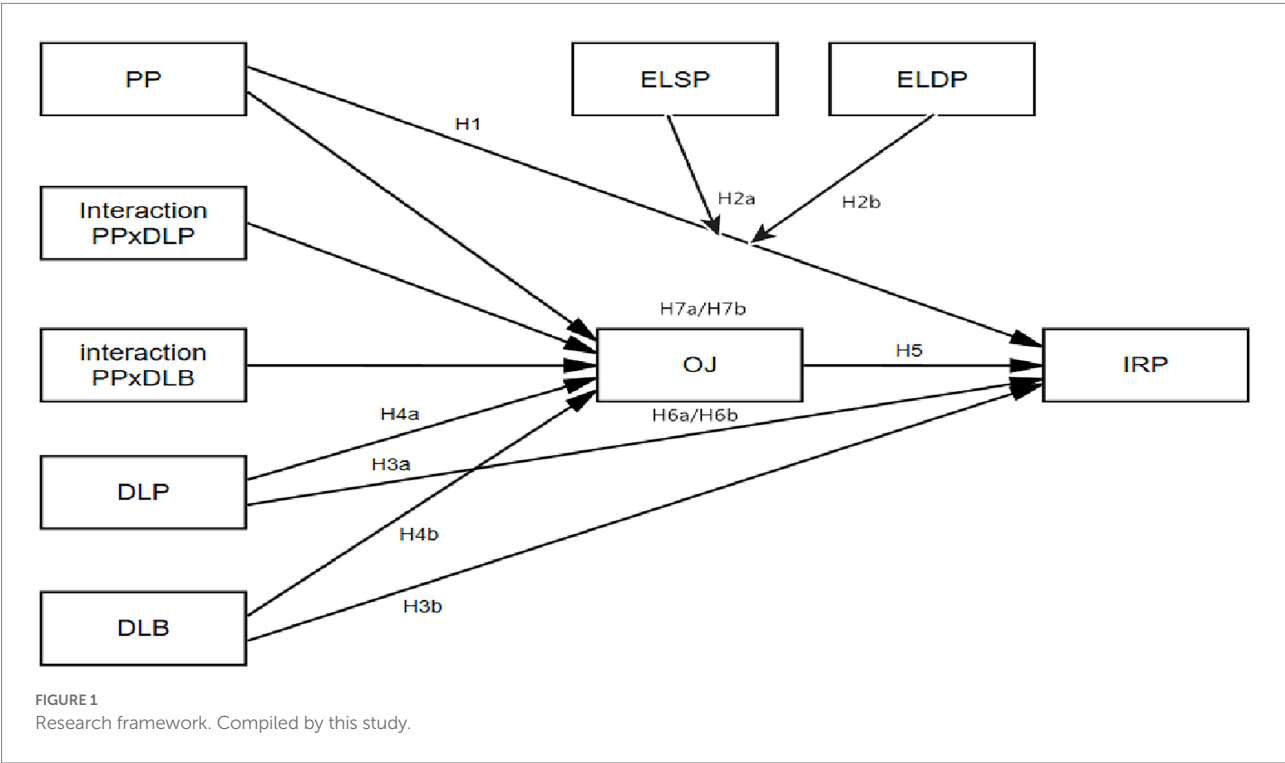 PP
ELSP
ELDP
H1
H2a
H2b
Interaction
PPxDLP
H7a/H7b
interaction
PPxDLB
OJ
H5
IRP
H4a
H6a/H6b
H3a
DLP
H4b
H3b
DLB
FIGURE 1
Research framework. Compiled by this study.